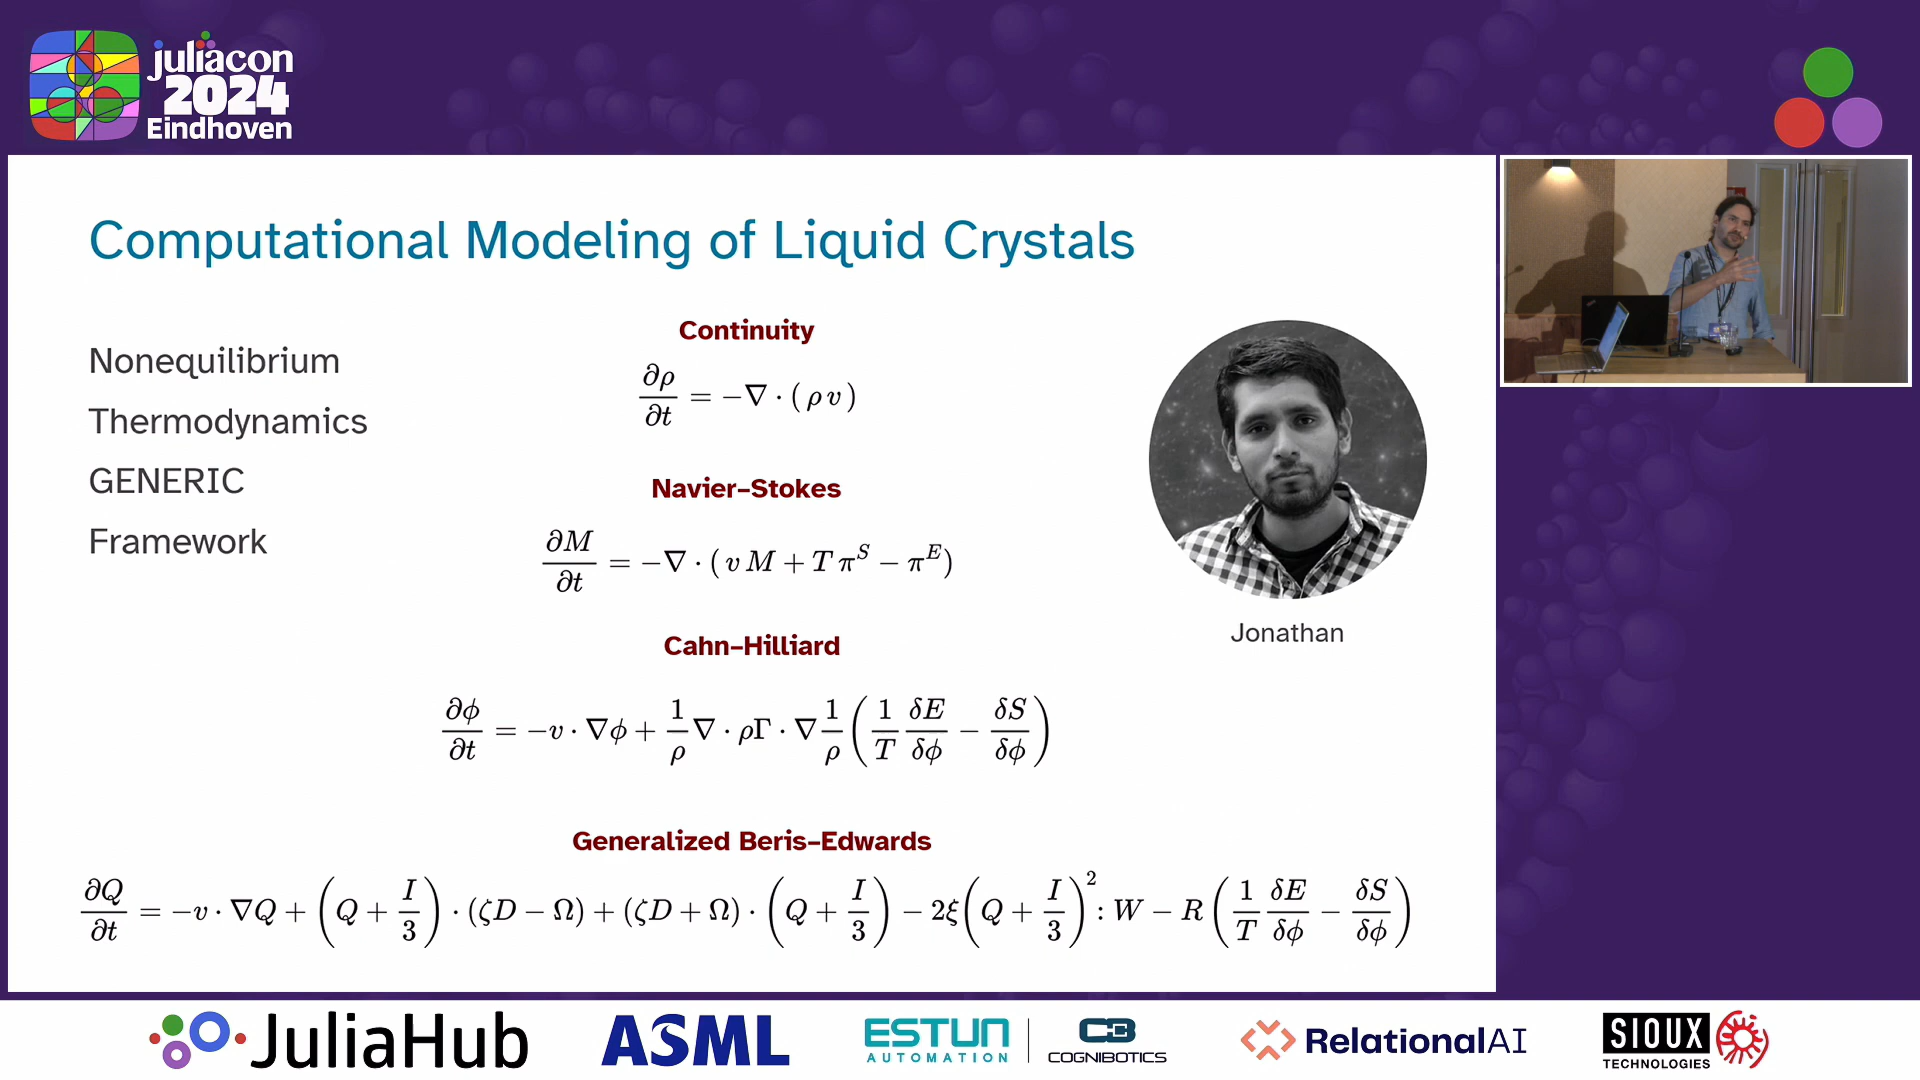 juliacon
2024
Eindhoven
Computational Modeling of Liquid Crystals
Nonequilibrium
Thermodynamics
GENERIC
Framework
Continuity
∂ρ/∂t = −∇ · (ρ v)
Navier–Stokes
∂M/∂t = −∇ · (v M + T π^S − π^E)
Cahn–Hilliard
∂ϕ/∂t = −v · ∇ϕ + 1/ρ ∇ · ρΓ · ∇ 1/ρ (1/T δE/δϕ − δS/δϕ)
Generalized Beris–Edwards
∂Q/∂t = −v · ∇Q + (Q + I/3) · (ζD − Ω) + (ζD + Ω) · (Q + I/3) − 2ξ(Q + I/3)^2 : W − R (1/T δE/δϕ − δS/δϕ)
Jonathan
JuliaHub
ASML
ESTUN
AUTOMATION
COGNIBOTICS
RelationalAI
SIOUX
TECHNOLOGIES